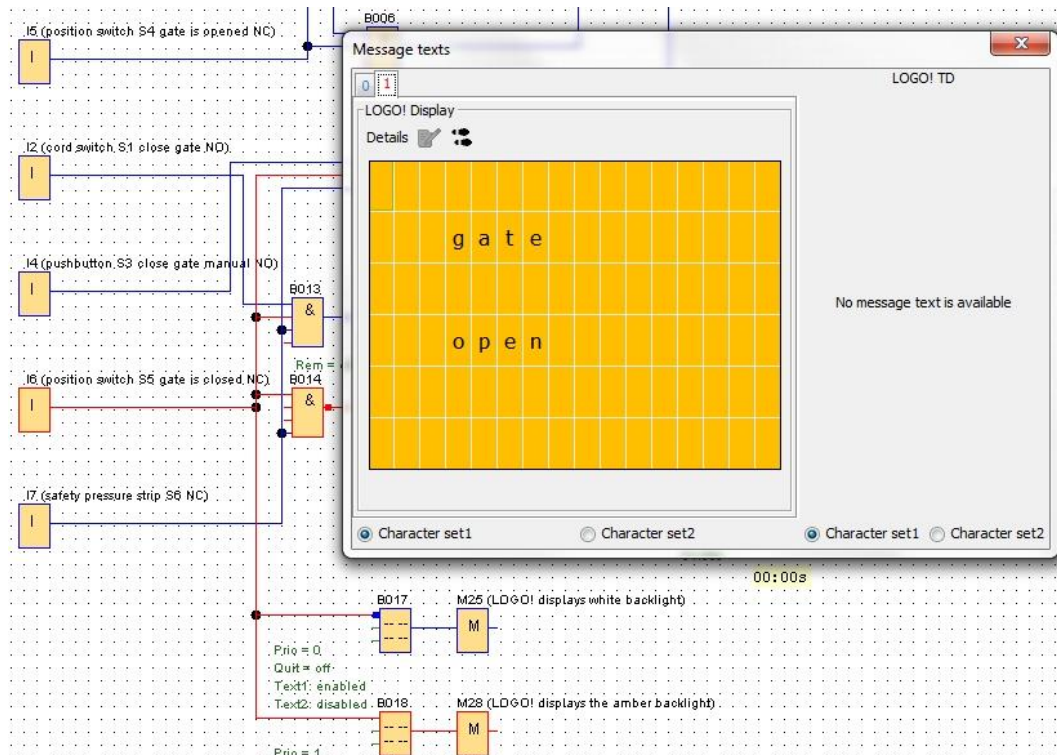 B006
I5 (position switch S4 gate is opened NC)
I
Message texts
x
0 1
LOGO! TD
LOGO! Display
Details
I2 (cord switch S1 close gate NO)
I
gate
I4 (pushbutton S3 close gate manual NO)
I
B013
&
No message text is available
open
Rem =
I6 (position switch S5 gate is closed NC)
B014
I
&
I7 (safety pressure strip S6 NC)
I
Character set1
Character set2
Character set1
Character set2
00:00s
B017
M25 (LOGO! displays white backlight)
M
Prio = 0
Quit = off
Text1: enabled
Text2: disabled
B018
M28 (LOGO! displays the amber backlight)
M
Prio = 1